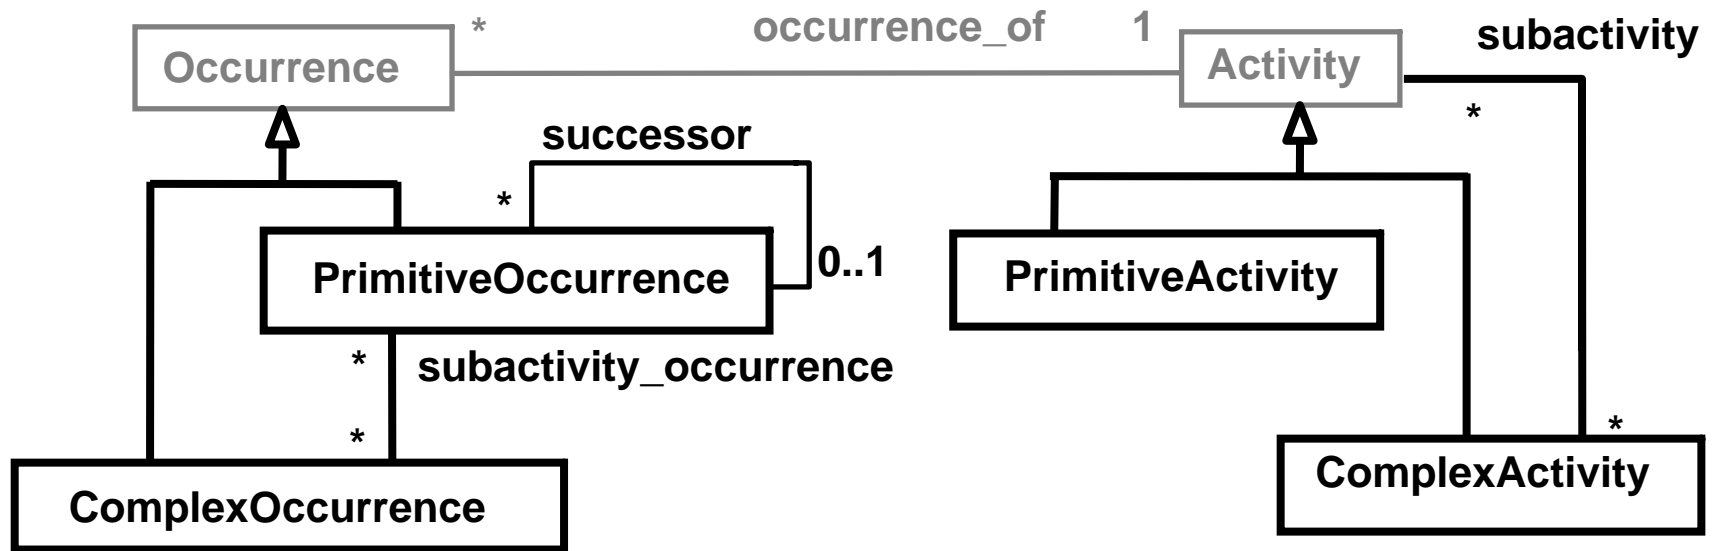 * occurrence_of 1
subactivity
Occurrence
Activity
*
successor
*
0..1
PrimitiveOccurrence
PrimitiveActivity
*
subactivity_occurrence
*
*
ComplexActivity
ComplexOccurrence